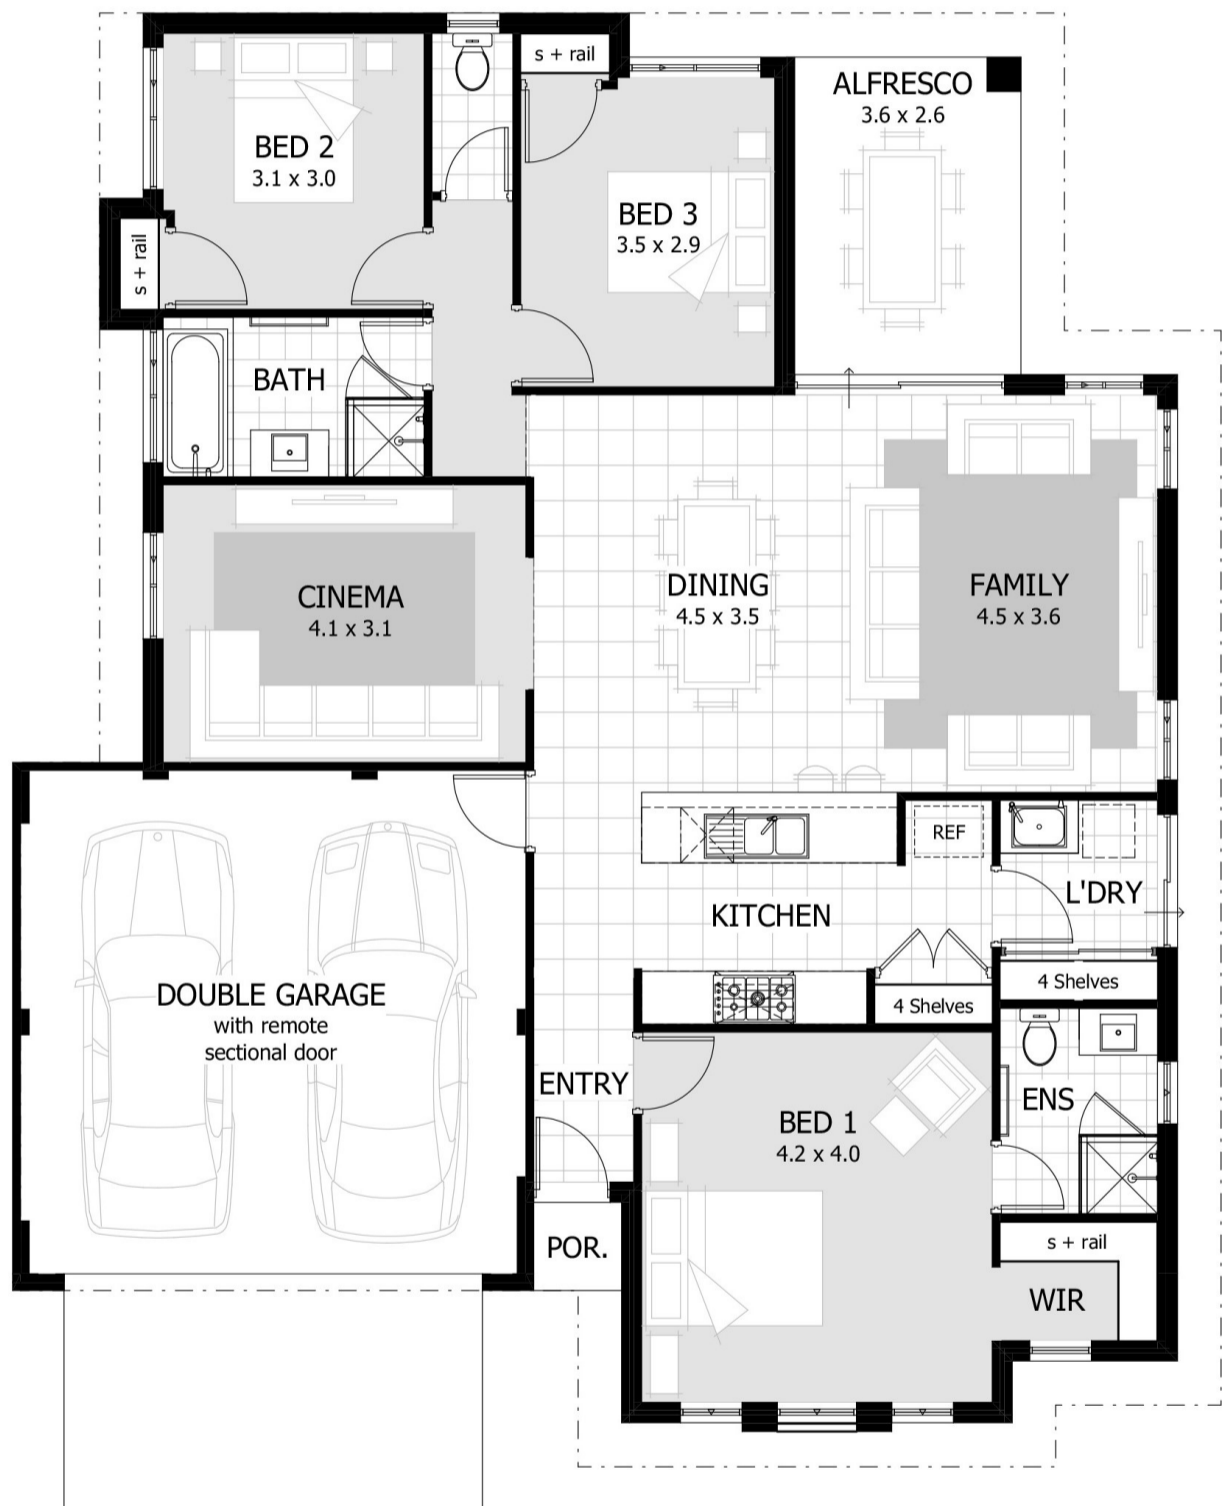 s + rail
ALFRESCO
3.6 x 2.6
BED 2
3.1 x 3.0
BED 3
3.5 x 2.9
s + rail
BATH
CINEMA
4.1 x 3.1
DINING
4.5 x 3.5
FAMILY
4.5 x 3.6
REF
L'DRY
KITCHEN
4 Shelves
4 Shelves
DOUBLE GARAGE
with remote
sectional door
ENTRY
ENS
BED 1
4.2 x 4.0
POR.
s + rail
WIR